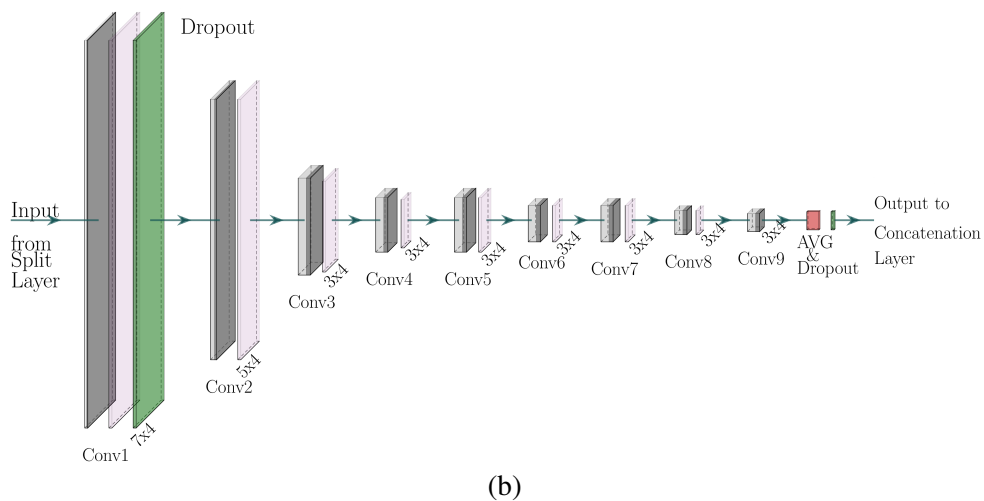 Dropout
Input
from
Split
Layer
Conv1
7x4
Conv2
5x4
Conv3
3x4
Conv4
3x4
Conv5
3x4
Conv6
3x4
Conv7
3x4
Conv8
3x4
Conv9
3x4
AVG
&
Dropout
Output to
Concatenation
Layer
(b)